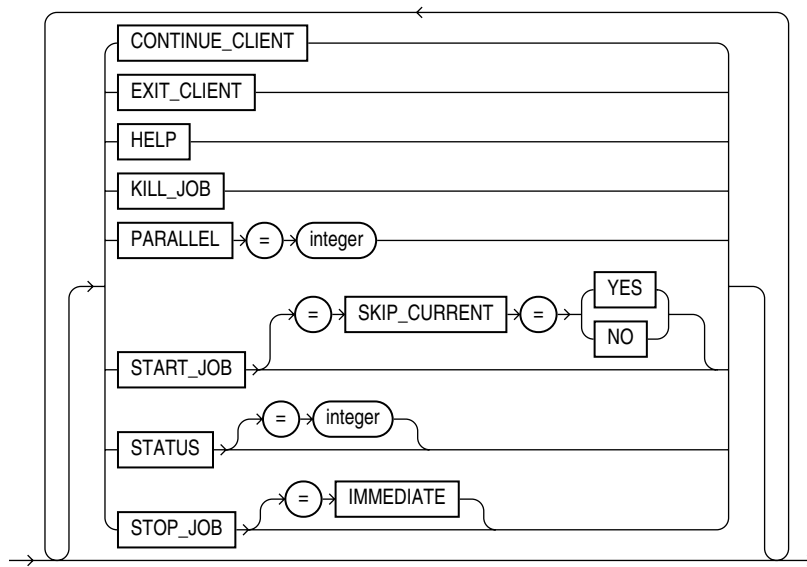 CONTINUE_CLIENT
EXIT_CLIENT
HELP
KILL_JOB
PARALLEL = integer
START_JOB = SKIP_CURRENT = YES
NO
STATUS = integer
STOP_JOB = IMMEDIATE